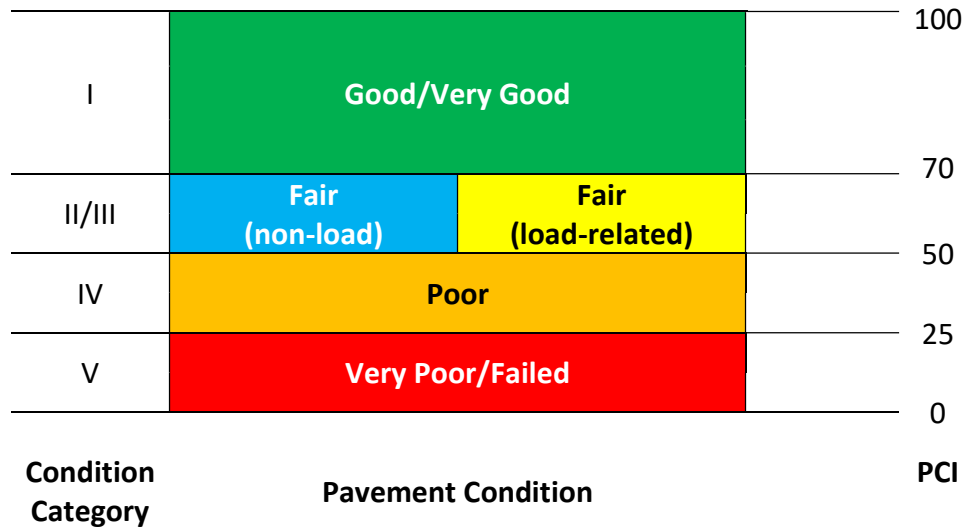 100
I
Good/Very Good
70
II/III
Fair
(non-load)
Fair
(load-related)
50
IV
Poor
25
V
Very Poor/Failed
0
Condition
Category
Pavement Condition
PCI